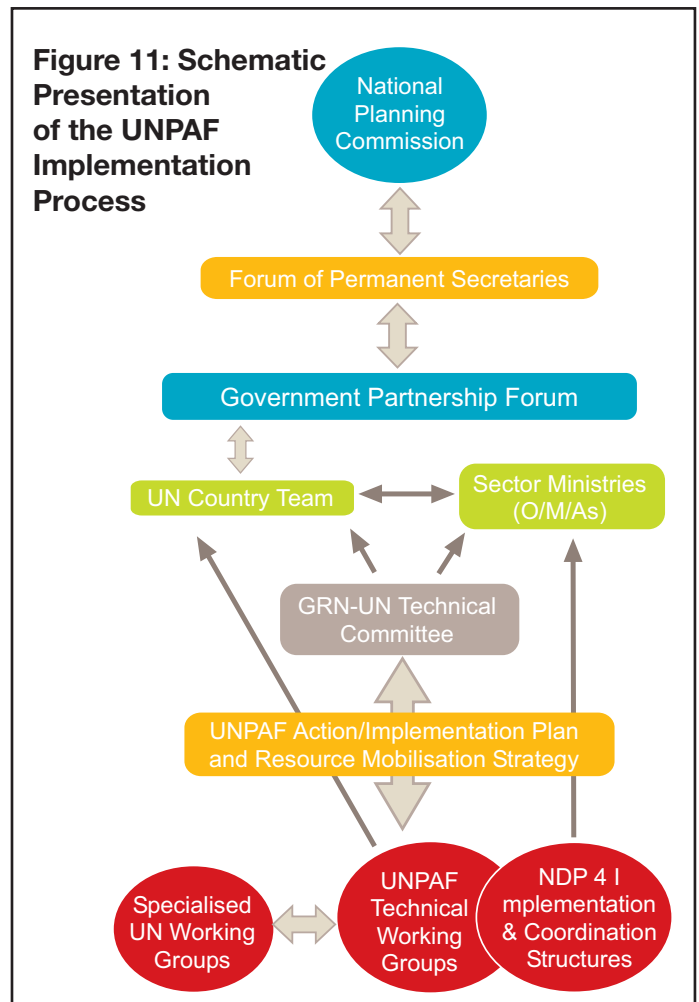 Figure 11: Schematic
Presentation
of the UNPAF
Implementation
Process
National
Planning
Commission
Forum of Permanent Secretaries
Government Partnership Forum
UN Country Team
Sector Ministries
(O/M/As)
GRN-UN Technical
Committee
UNPAF Action/Implementation Plan
and Resource Mobilisation Strategy
Specialised
UN Working
Groups
UNPAF
Technical
Working
Groups
NDP 4 I
mplementation
& Coordination
Structures